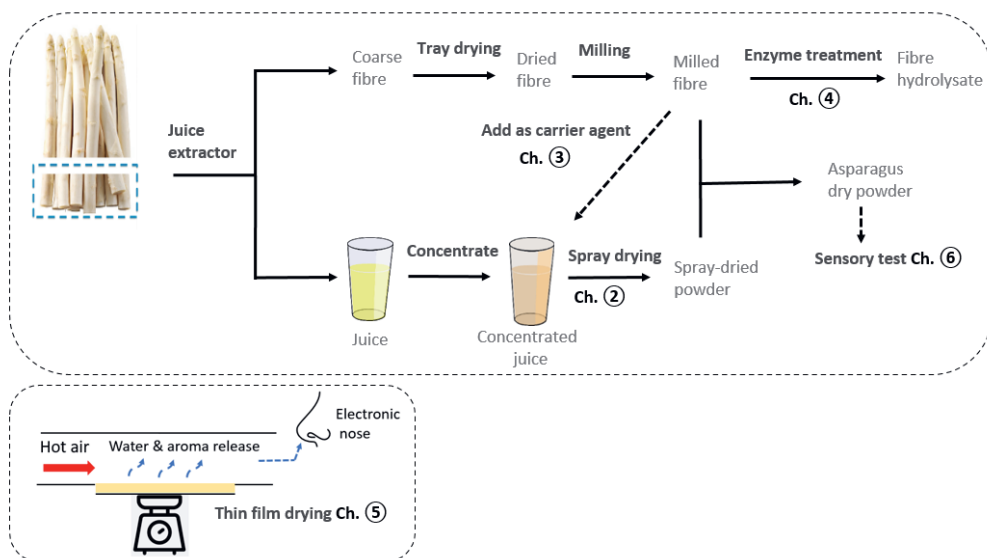 Juice
extractor
Coarse
fibre
Tray drying
Dried
fibre
Milling
Milled
fibre
Enzyme treatment
Ch. ④
Fibre
hydrolysate
Add as carrier agent
Ch. ③
Asparagus
dry powder
Sensory test Ch. ⑥
Juice
Concentrate
Concentrated
juice
Spray drying
Ch. ②
Spray-dried
powder
Hot air
Water & aroma release
Electronic
nose
Thin film drying Ch. ⑤